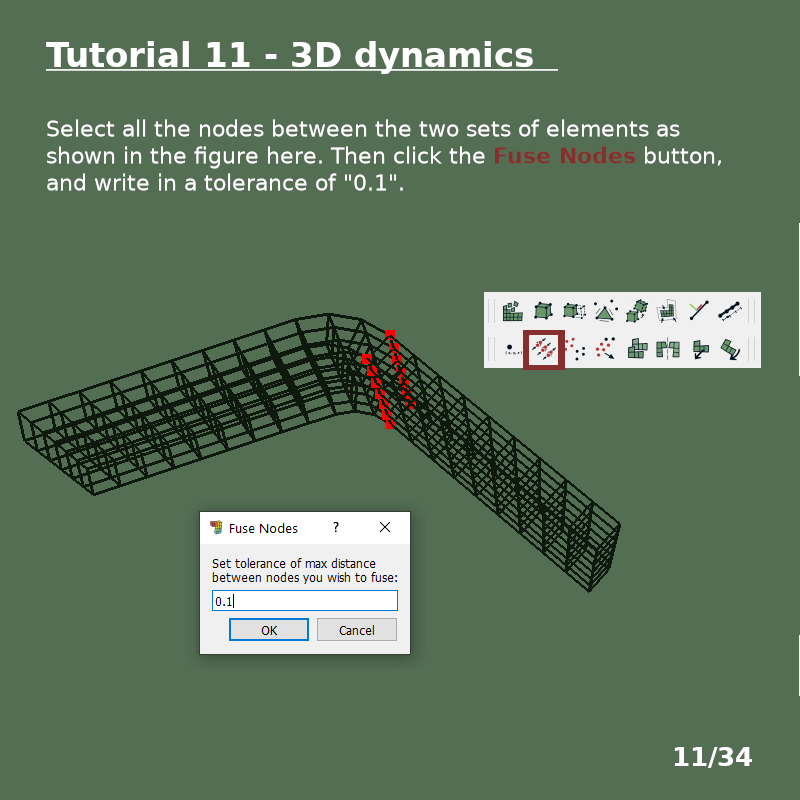 Tutorial 11 - 3D dynamics
Select all the nodes between the two sets of elements as
shown in the figure here. Then click the Fuse Nodes button,
and write in a tolerance of "0.1".
Fuse Nodes
?
Set tolerance of max distance
between nodes you wish to fuse:
0.1
OK
Cancel
11/34